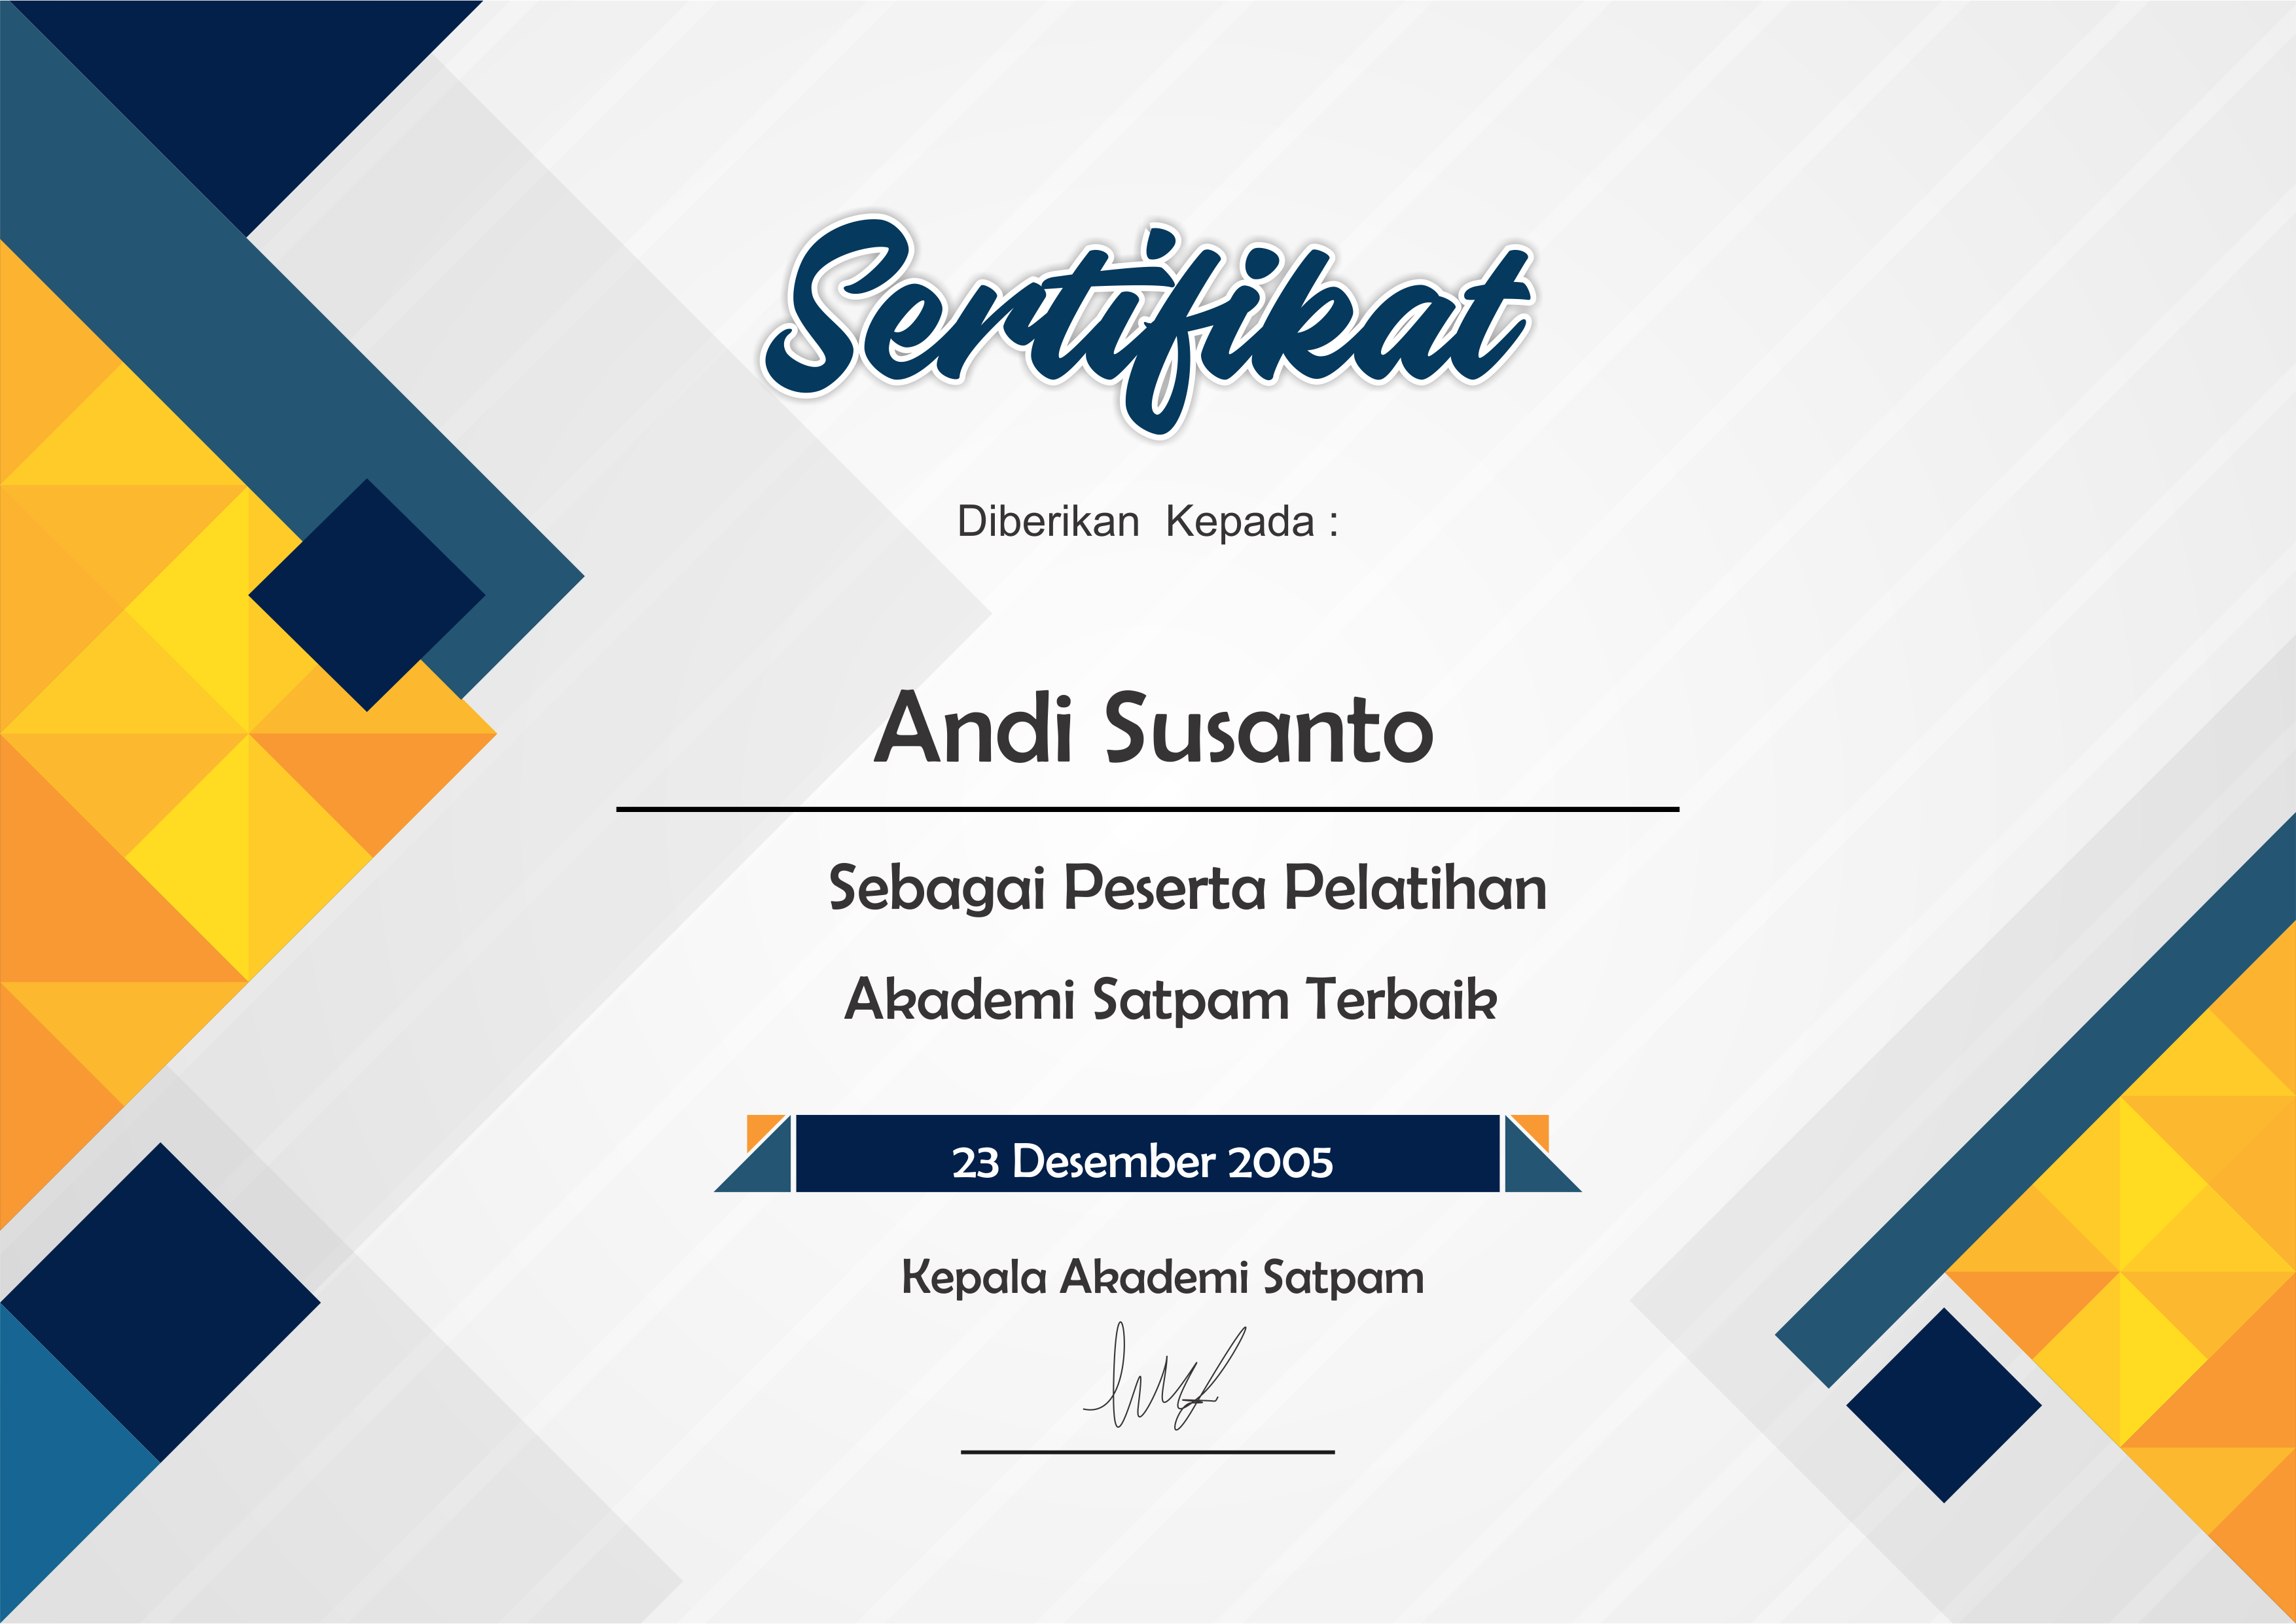 Sertifikat
Diberikan Kepada :
Andi Susanto
Sebagai Peserta Pelatihan
Akademi Satpam Terbaik
23 Desember 2005
Kepala Akademi Satpam